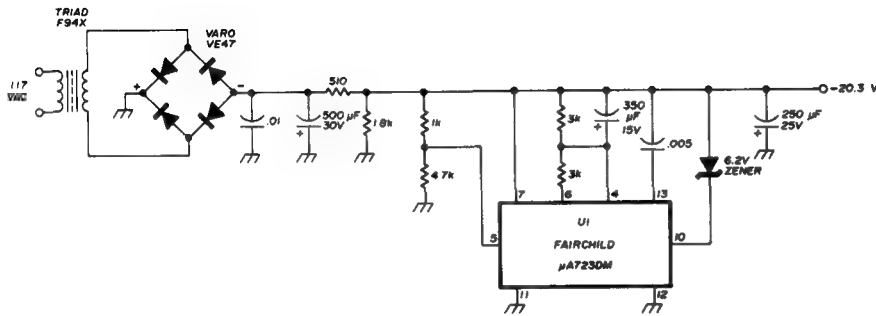 TRIAD
F94X
VARO
VE47
117
VAC
+
-
.01
500 µF
30V
+
510
1.8k
1k
4.7k
3k
3k
350
µF
15V
+
.005
6.2V
ZENER
250 µF
25V
+
-20.3 V
7
6
4
13
5
10
U1
FAIRCHILD
µA723DM
11
12